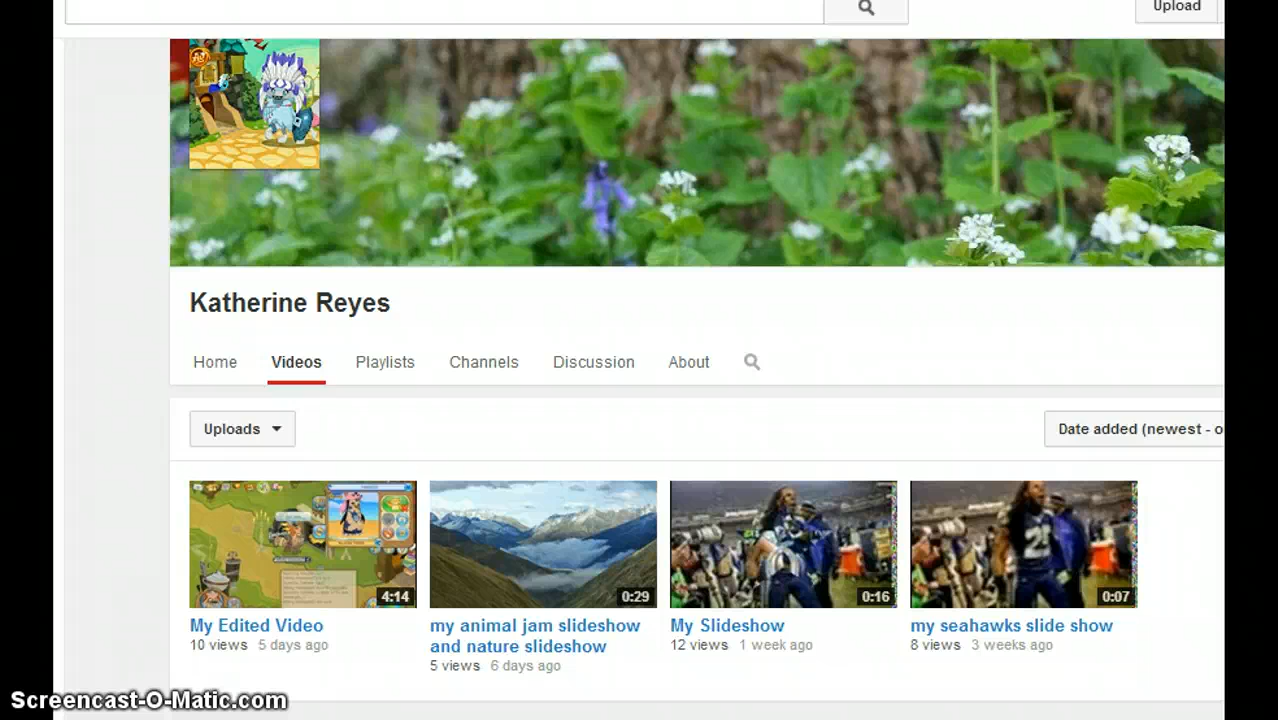 Upload
Katherine Reyes
Home Videos Playlists Channels Discussion About
Uploads Date added (newest - o
4:14 0:29 0:16 0:07
My Edited Video my animal jam slideshow My Slideshow my seahawks slide show
10 views 5 days ago and nature slideshow 12 views 1 week ago 8 views 3 weeks ago
5 views 6 days ago
Screencast-O-Matic.com